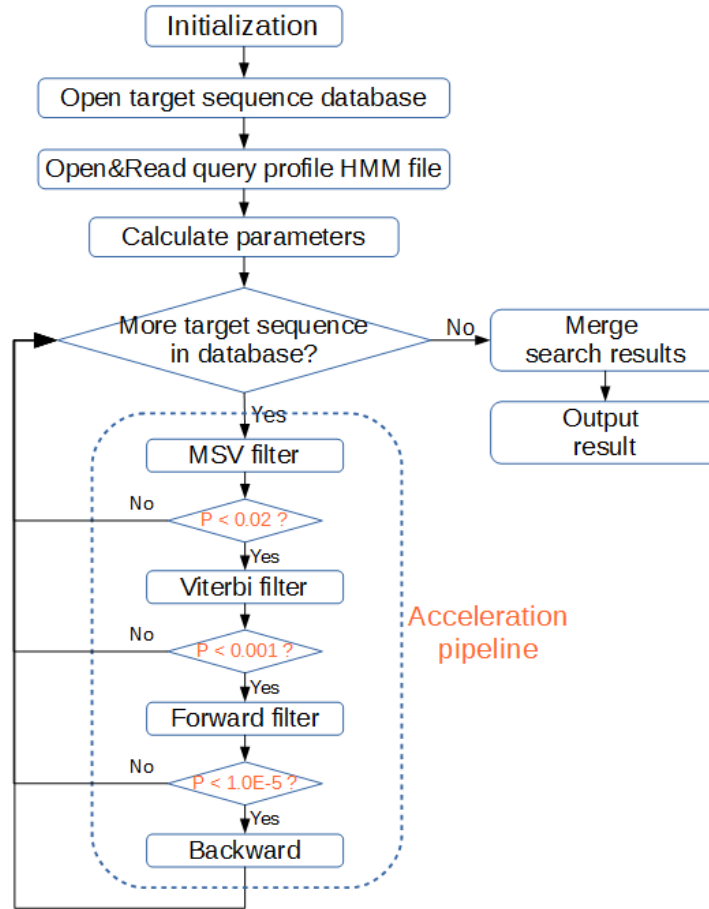 Initialization
Open target sequence database
Open&Read query profile HMM file
Calculate parameters
More target sequence
in database?
No
Merge
search results
Output
result
Yes
MSV filter
No
P < 0.02 ?
Yes
Viterbi filter
No
P < 0.001 ?
Yes
Acceleration
pipeline
Forward filter
No
P < 1.0E-5 ?
Yes
Backward